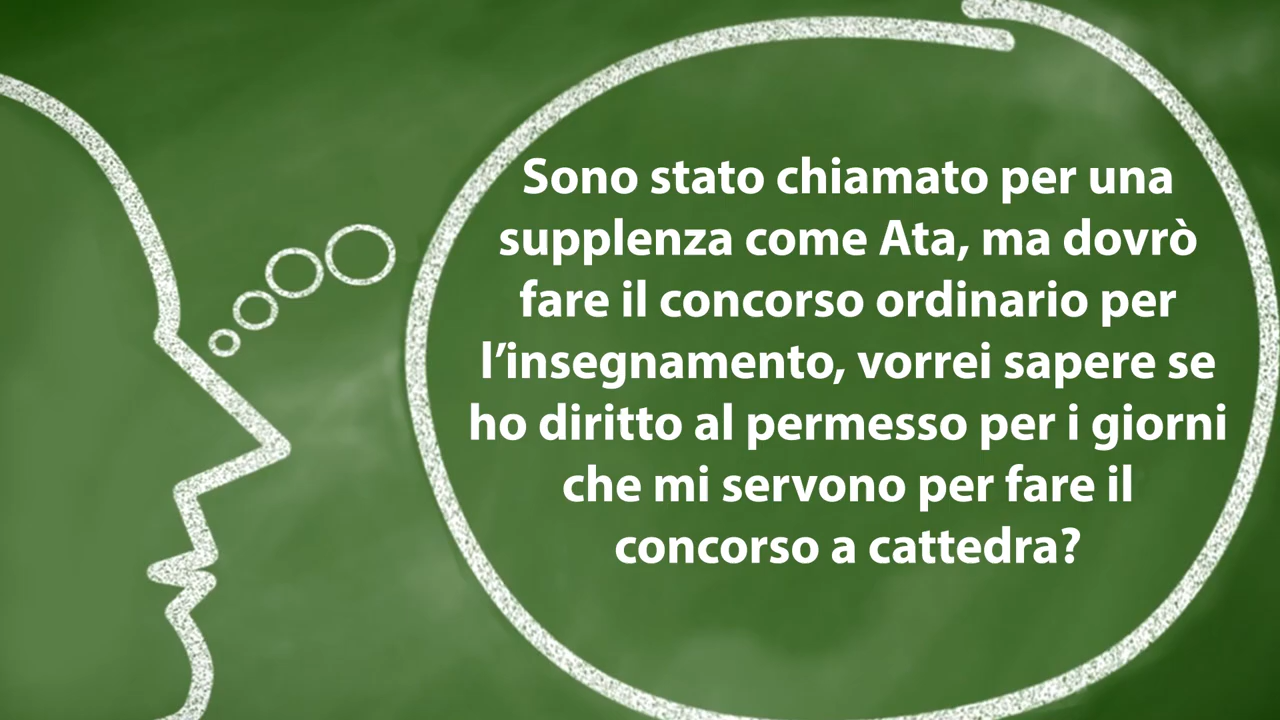 Sono stato chiamato per una
supplenza come Ata, ma dovrò
fare il concorso ordinario per
l’insegnamento, vorrei sapere se
ho diritto al permesso per i giorni
che mi servono per fare il
concorso a cattedra?